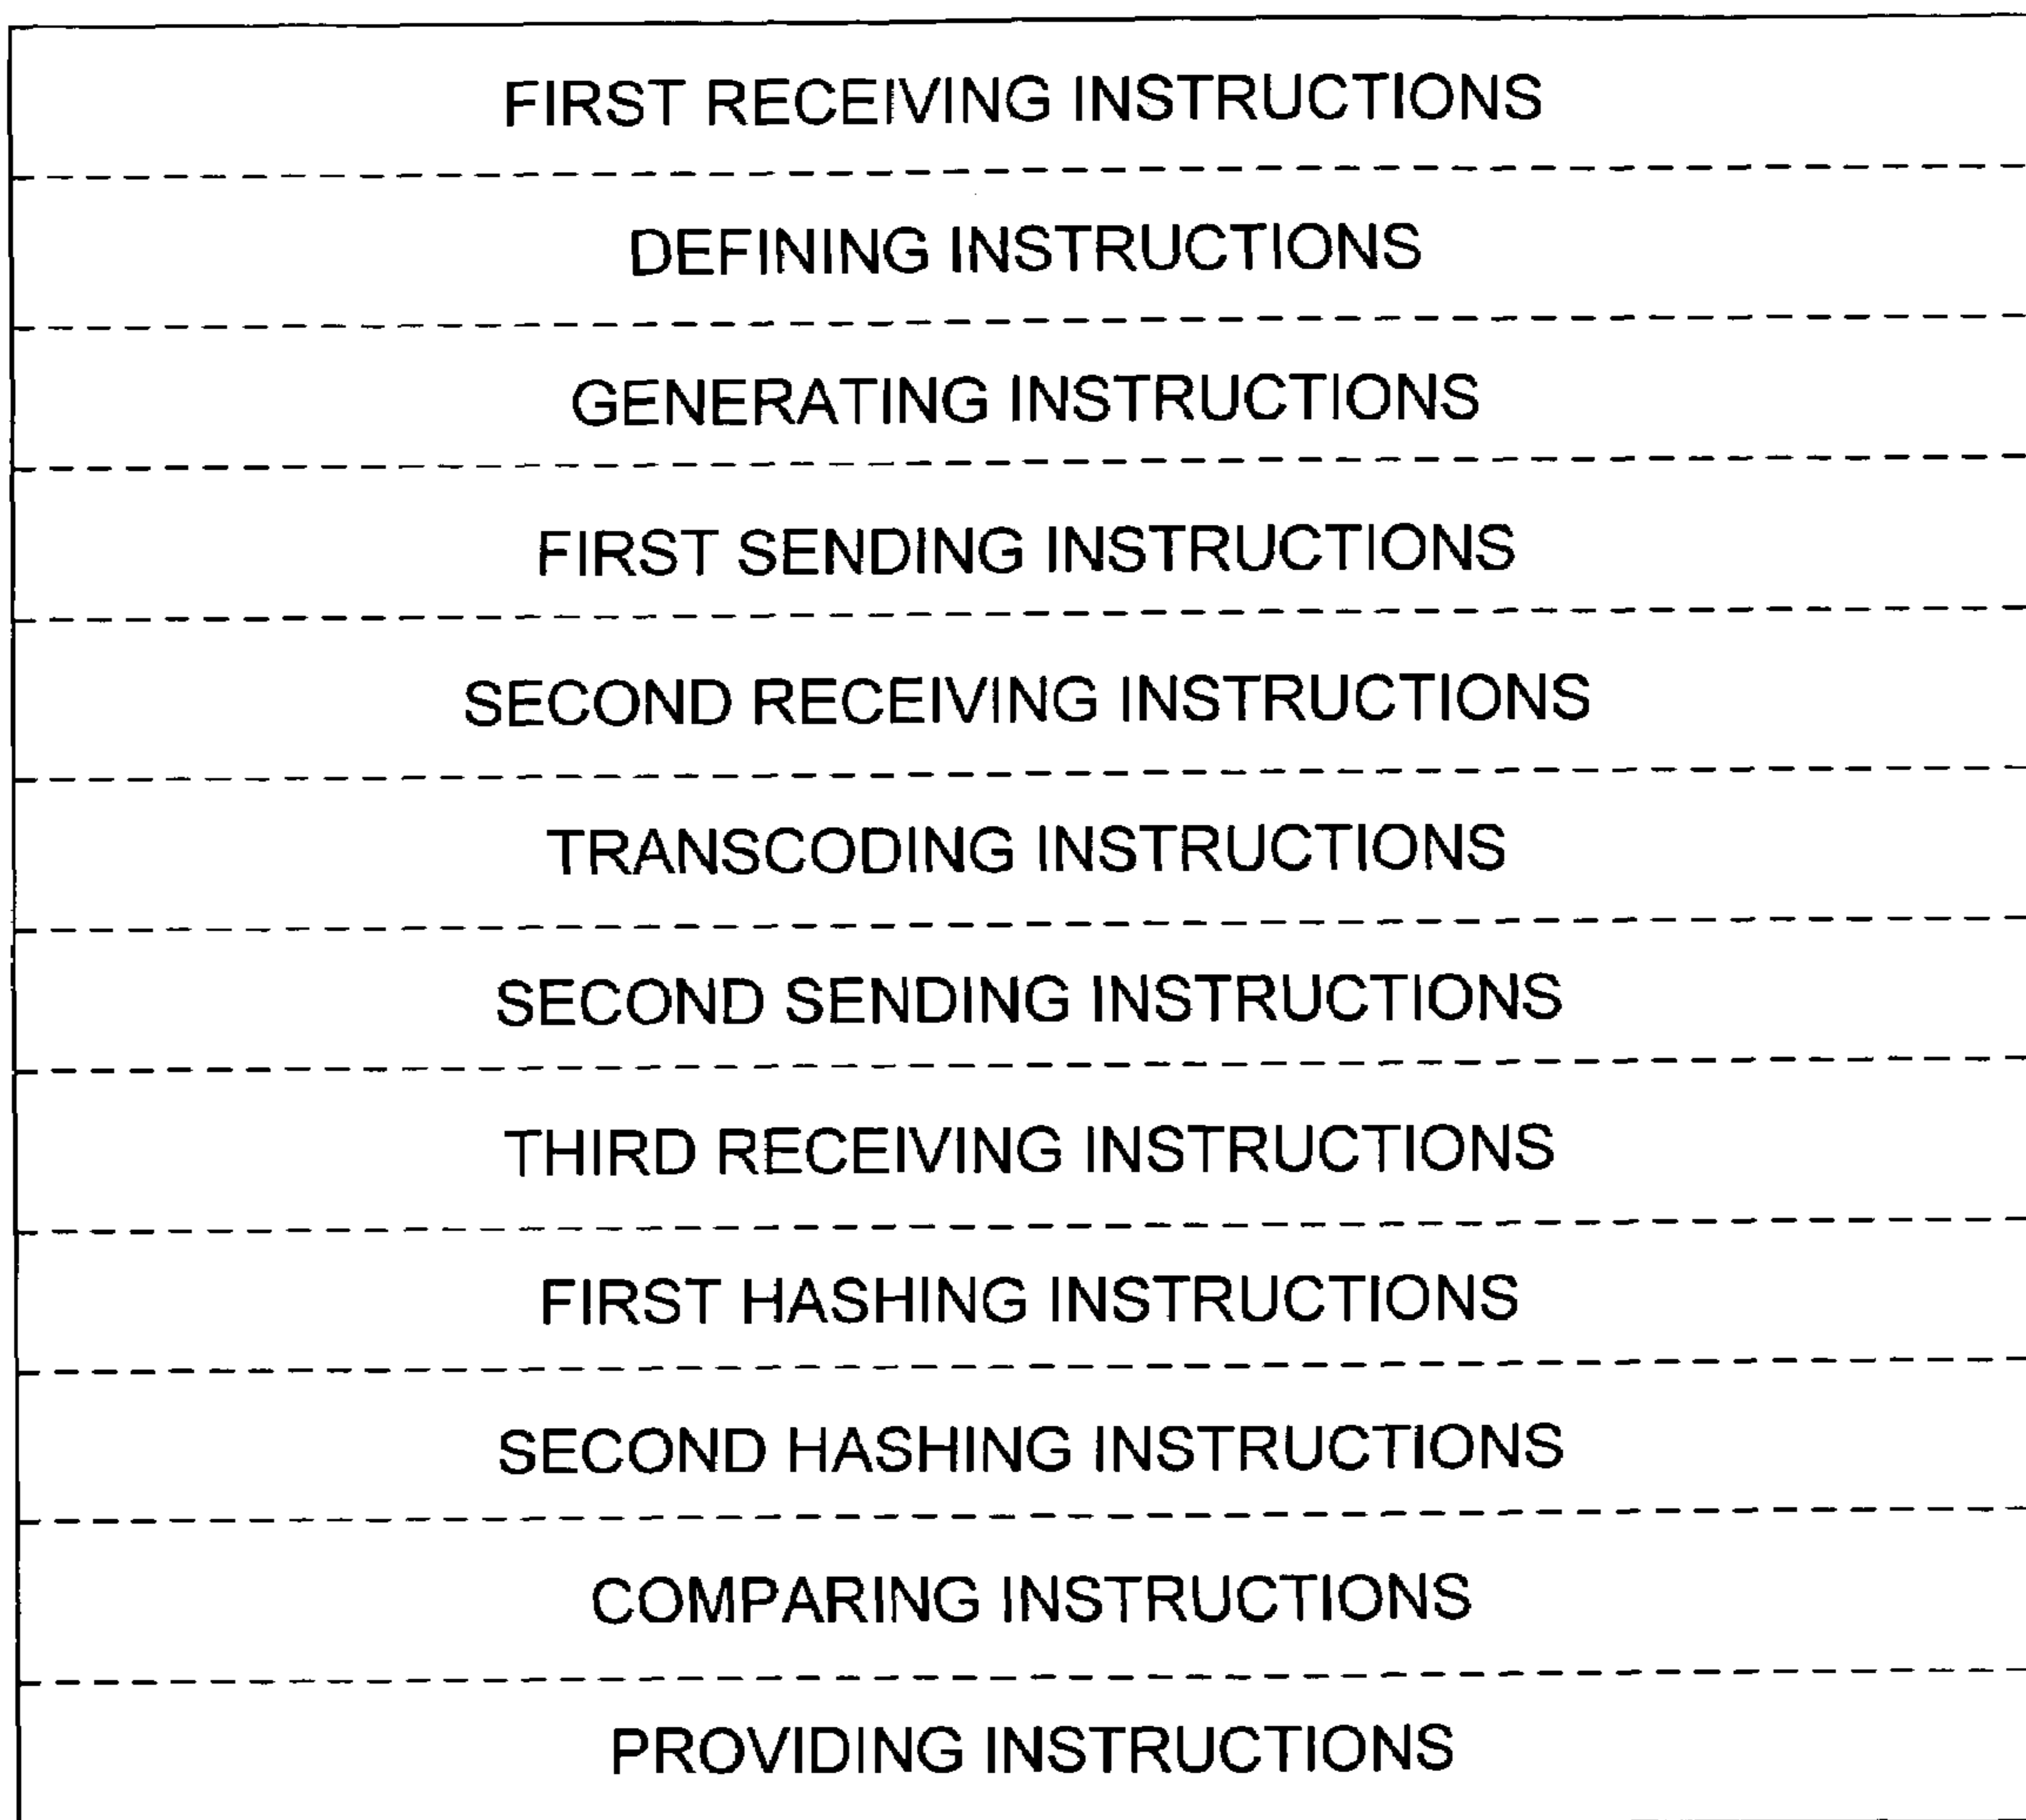 FIRST RECEIVING INSTRUCTIONS
DEFINING INSTRUCTIONS
GENERATING INSTRUCTIONS
FIRST SENDING INSTRUCTIONS
SECOND RECEIVING INSTRUCTIONS
TRANSCODING INSTRUCTIONS
SECOND SENDING INSTRUCTIONS
THIRD RECEIVING INSTRUCTIONS
FIRST HASHING INSTRUCTIONS
SECOND HASHING INSTRUCTIONS
COMPARING INSTRUCTIONS
PROVIDING INSTRUCTIONS